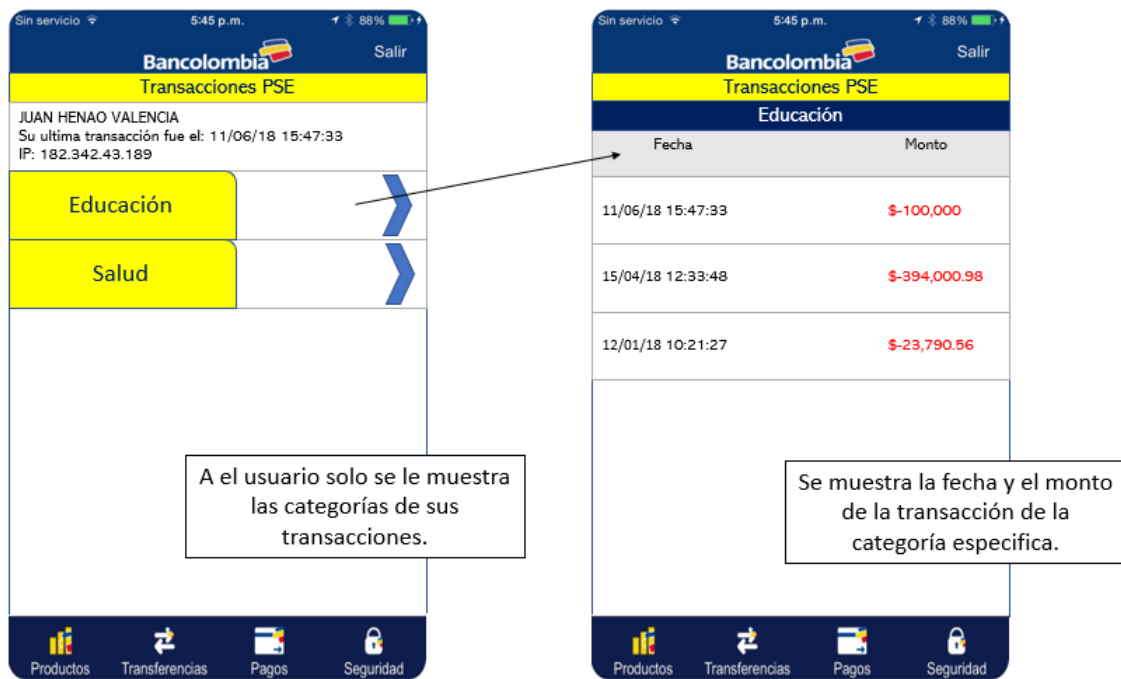 Sin servicio 5:45 p.m. 88%
Bancolombia Salir
Transacciones PSE
JUAN HENAO VALENCIA
Su ultima transacción fue el: 11/06/18 15:47:33
IP: 182.342.43.189
Educación
Salud
A el usuario solo se le muestra
las categorías de sus
transacciones.
Productos Transferencias Pagos Seguridad
Sin servicio 5:45 p.m. 88%
Bancolombia Salir
Transacciones PSE
Educación
Fecha Monto
11/06/18 15:47:33 $-100,000
15/04/18 12:33:48 $-394,000.98
12/01/18 10:21:27 $-23,790.56
Se muestra la fecha y el monto
de la transacción de la
categoría especifica.
Productos Transferencias Pagos Seguridad